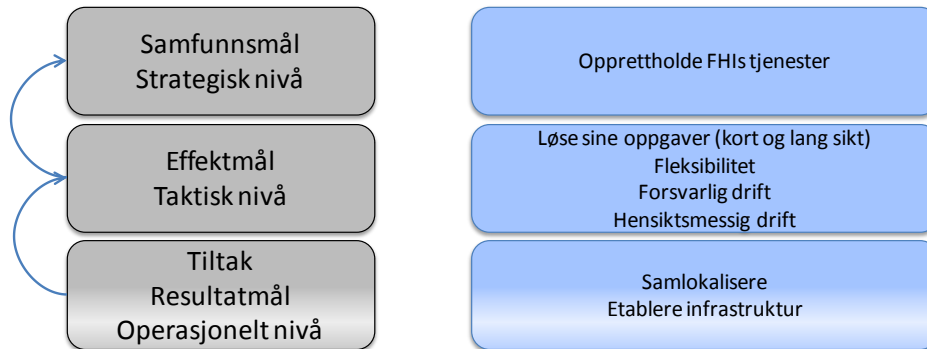 Samfunnsmål
Strategisk nivå
Opprettholde FHIs tjenester
Effektmål
Taktisk nivå
Løse sine oppgaver (kort og lang sikt)
Fleksibilitet
Forsvarlig drift
Hensiktsmessig drift
Tiltak
Resultatmål
Operasjonelt nivå
Samlokalisere
Etablere infrastruktur